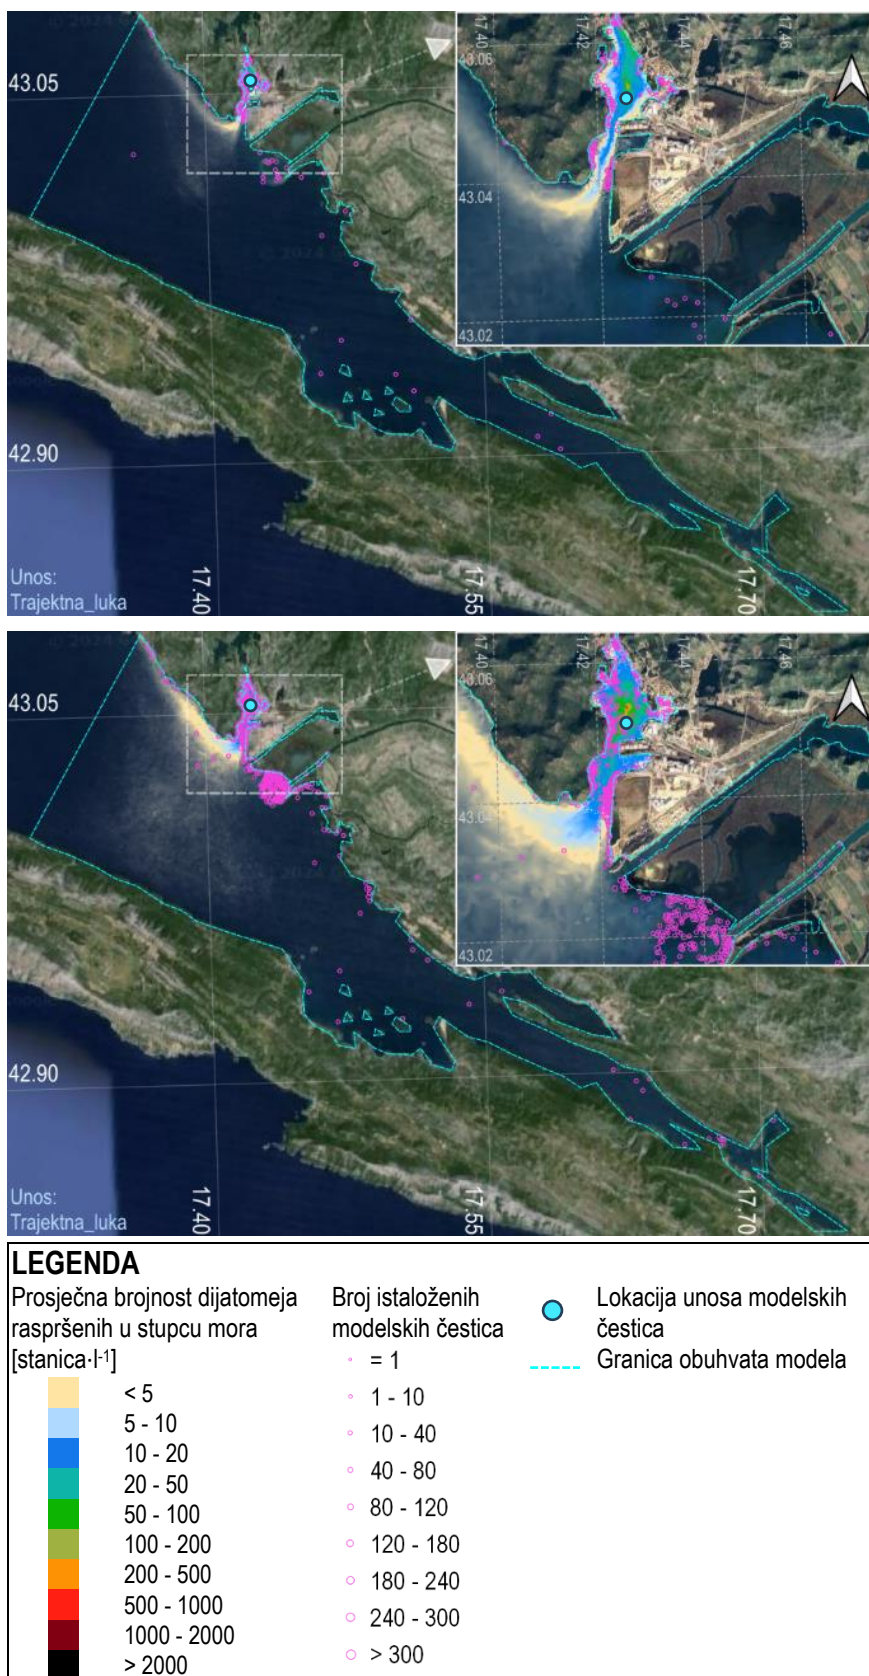 © 2024
17.40
17.42
17.44
17.46
43.06
43.05
43.04
43.02
42.90
17.40
17.55
17.70
Unos:
Trajektna_luka
17.40
17.42
17.44
17.46
43.06
43.05
43.04
43.02
42.90
17.40
17.55
17.70
Unos:
Trajektna_luka
LEGENDA
Prosječna brojnost dijatomeja
raspršenih u stupcu mora
[stanica·l-1]
< 5
5 - 10
10 - 20
20 - 50
50 - 100
100 - 200
200 - 500
500 - 1000
1000 - 2000
> 2000
Broj istaloženih
modelskih čestica
= 1
1 - 10
10 - 40
40 - 80
80 - 120
120 - 180
180 - 240
240 - 300
> 300
Lokacija unosa modelskih
čestica
Granica obuhvata modela